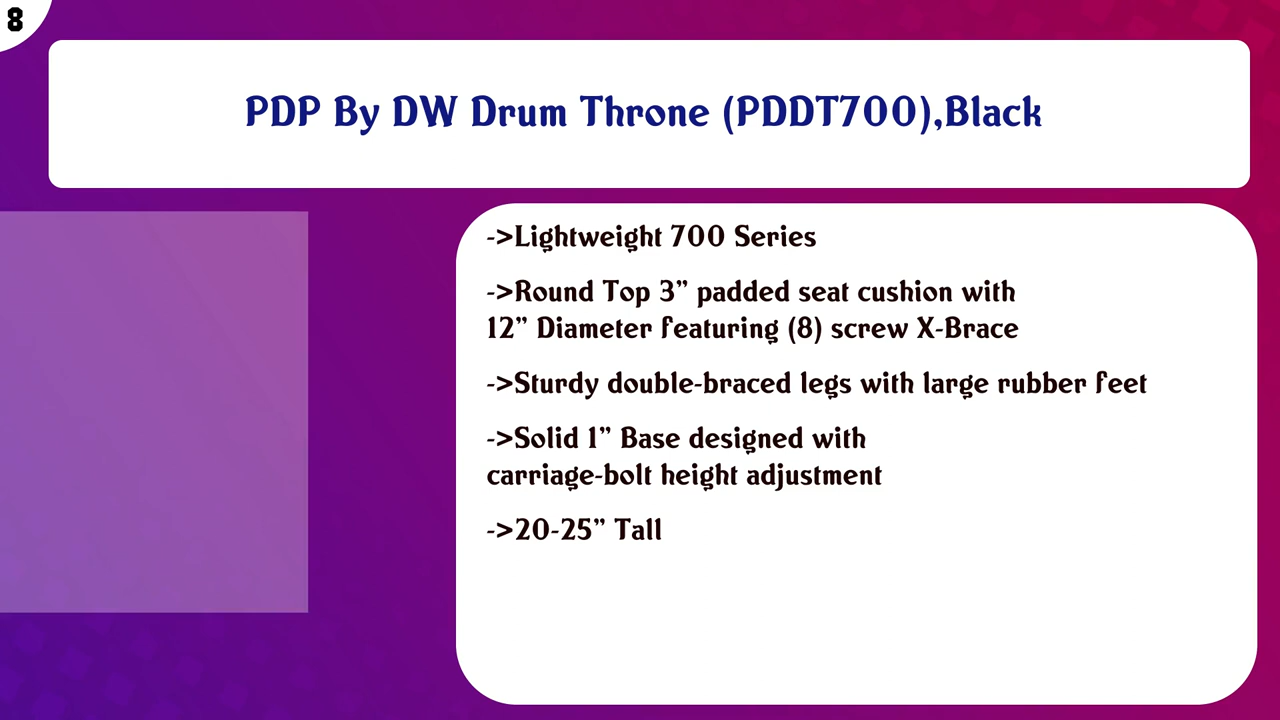 8
PDP By DW Drum Throne (PDDT700),Black
->Lightweight 700 Series
->Round Top 3” padded seat cushion with
12” Diameter featuring (8) screw X-Brace
->Sturdy double-braced legs with large rubber feet
->Solid 1” Base designed with
carriage-bolt height adjustment
->20-25” Tall